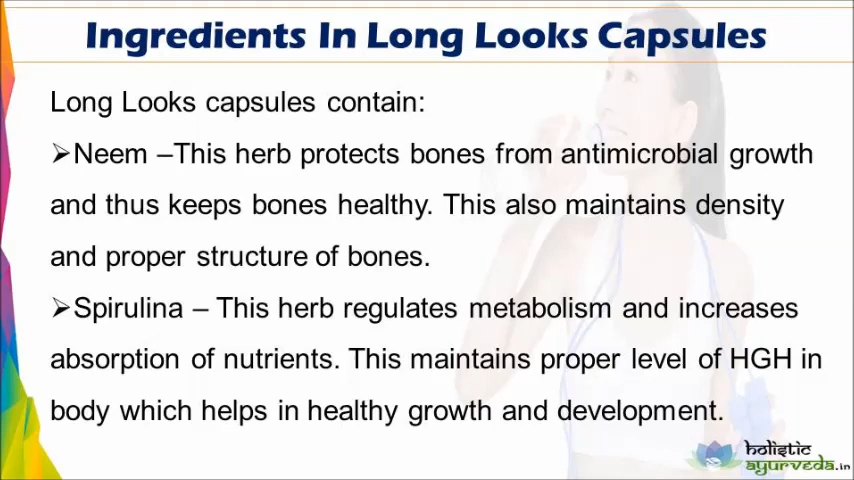 Ingredients In Long Looks Capsules
Long Looks capsules contain:
➢Neem –This herb protects bones from antimicrobial growth
and thus keeps bones healthy. This also maintains density
and proper structure of bones.
➢Spirulina – This herb regulates metabolism and increases
absorption of nutrients. This maintains proper level of HGH in
body which helps in healthy growth and development.
holistic
ayurveda.in